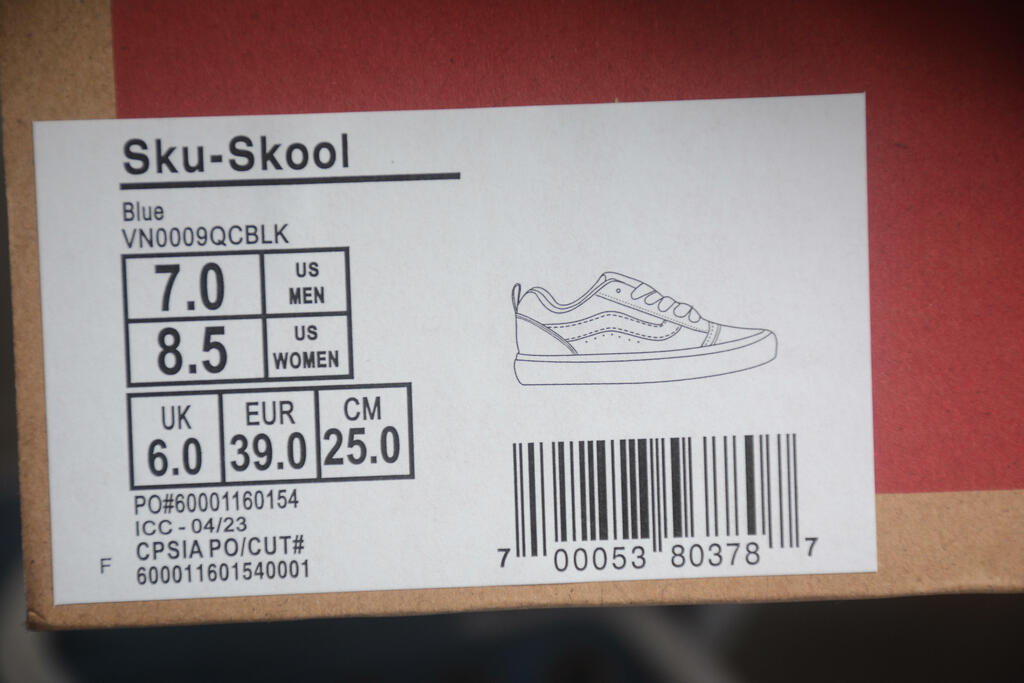 Sku-Skool
Blue
VN0009QCBLK
7.0 US MEN
8.5 US WOMEN
UK EUR CM
6.0 39.0 25.0
PO#60001160154
ICC - 04/23
CPSIA PO/CUT#
F 600011601540001
7 00053 80378 7